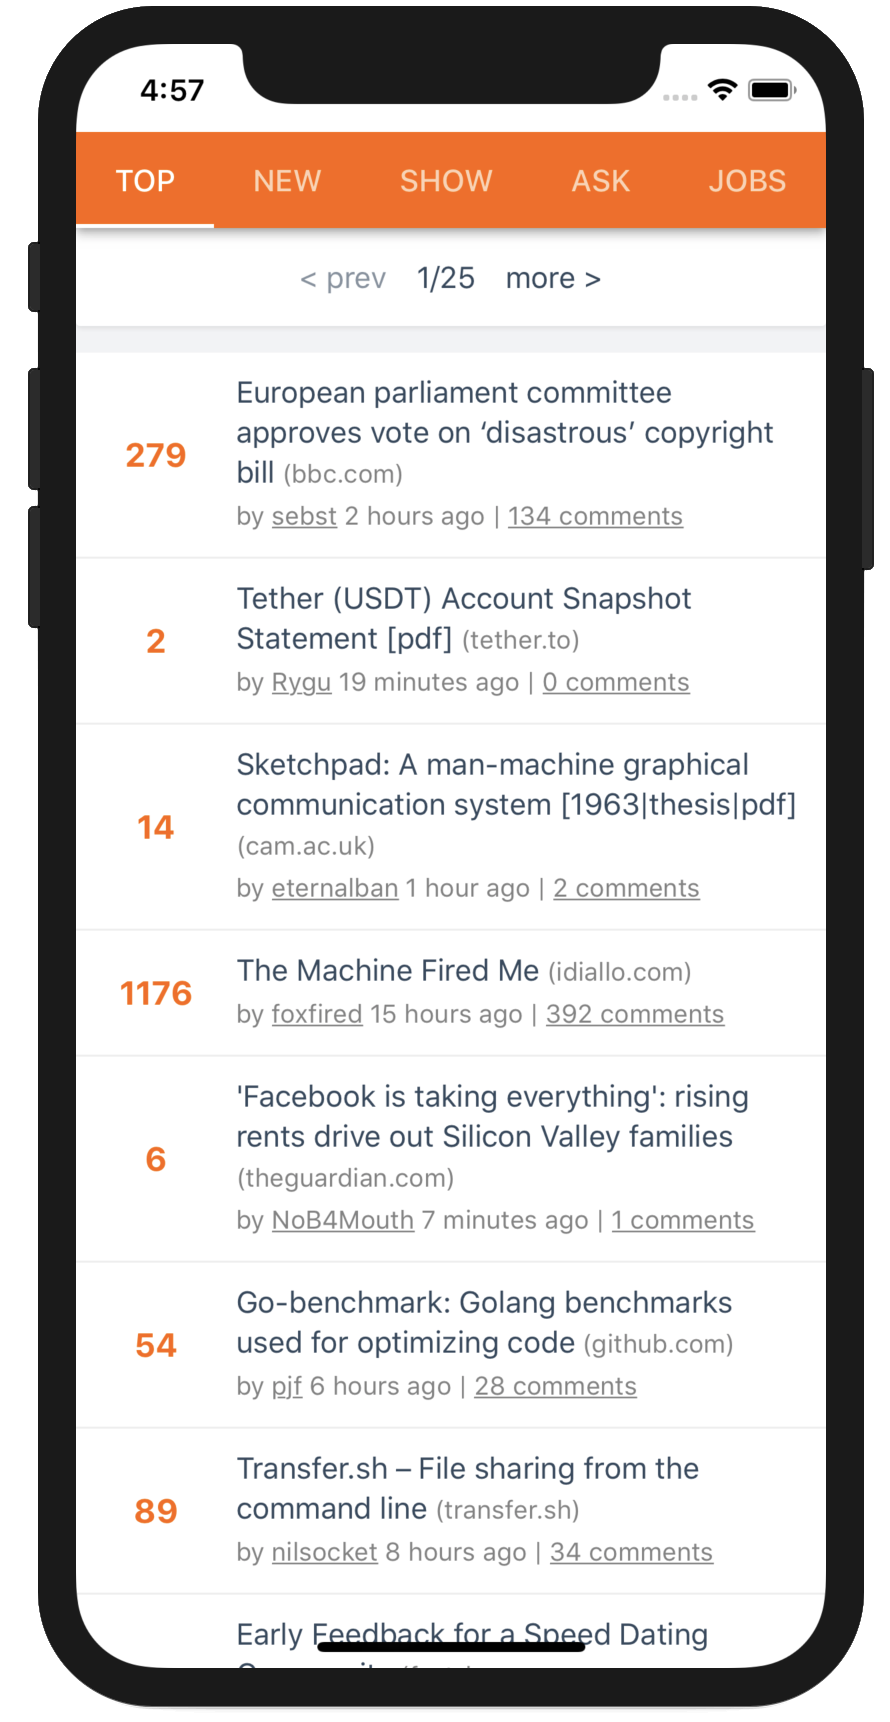 4:57
TOP NEW SHOW ASK JOBS
< prev 1/25 more >
European parliament committee
approves vote on ‘disastrous’ copyright
279
bill (bbc.com)
by sebst 2 hours ago | 134 comments
Tether (USDT) Account Snapshot
2
Statement [pdf] (tether.to)
by Rygu 19 minutes ago | 0 comments
Sketchpad: A man-machine graphical
communication system [1963|thesis|pdf]
14
(cam.ac.uk)
by eternalban 1 hour ago | 2 comments
The Machine Fired Me (idiallo.com)
1176
by foxfired 15 hours ago | 392 comments
'Facebook is taking everything': rising
rents drive out Silicon Valley families
6
(theguardian.com)
by NoB4Mouth 7 minutes ago | 1 comments
Go-benchmark: Golang benchmarks
54
used for optimizing code (github.com)
by pjf 6 hours ago | 28 comments
Transfer.sh – File sharing from the
89
command line (transfer.sh)
by nilsocket 8 hours ago | 34 comments
Early Feedback for a Speed Dating